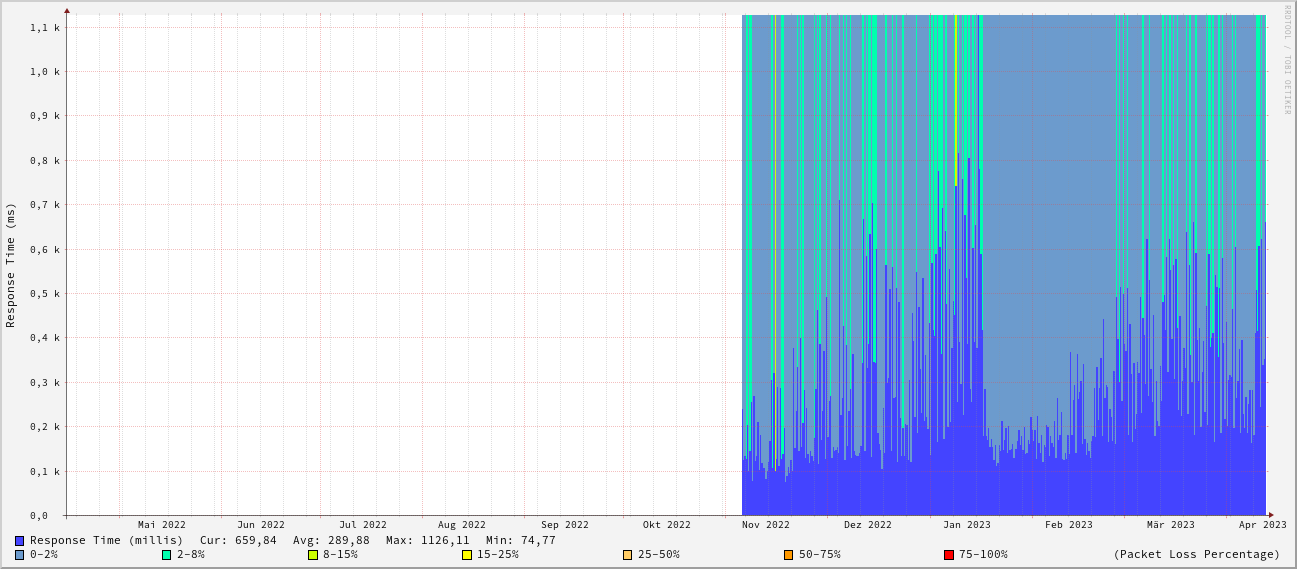 RRDTOOL / TOBI OETIKER
Response Time (ms)
1,1 k
1,0 k
0,9 k
0,8 k
0,7 k
0,6 k
0,5 k
0,4 k
0,3 k
0,2 k
0,1 k
0,0
Mai 2022 Jun 2022 Jul 2022 Aug 2022 Sep 2022 Okt 2022 Nov 2022 Dez 2022 Jan 2023 Feb 2023 Mär 2023 Apr 2023
Response Time (millis) Cur: 659,84 Avg: 289,88 Max: 1126,11 Min: 74,77
0-2% 2-8% 8-15% 15-25% 25-50% 50-75% 75-100% (Packet Loss Percentage)